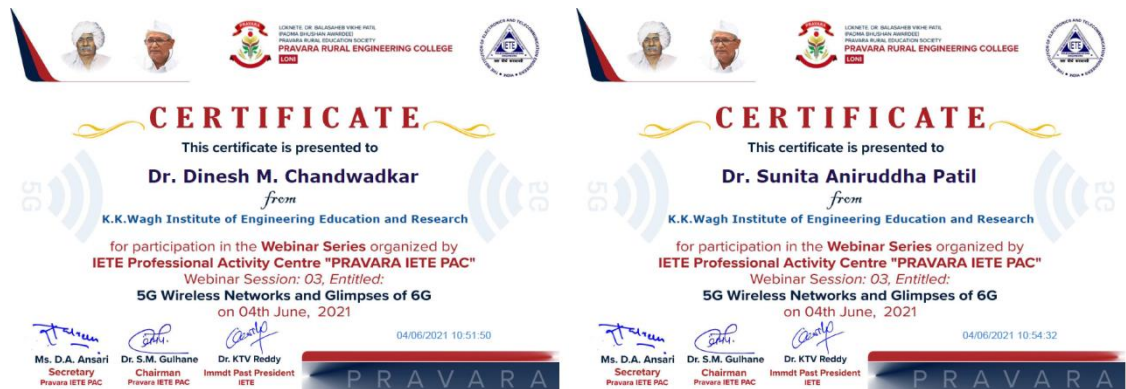 LOKNETE. DR. BALASAHEB VIKHE PATIL
(PADMA BHUSHAN AWARDEE)
PRAVARA RURAL EDUCATION SOCIETY
PRAVARA RURAL ENGINEERING COLLEGE
LONI
IETE
CERTIFICATE
This certificate is presented to
Dr. Dinesh M. Chandwadkar
from
K.K.Wagh Institute of Engineering Education and Research
5G
5G
for participation in the Webinar Series organized by
IETE Professional Activity Centre "PRAVARA IETE PAC"
Webinar Session: 03, Entitled:
5G Wireless Networks and Glimpses of 6G
on 04th June, 2021
04/06/2021 10:51:50
Ms. D.A. Ansari Dr. S.M. Gulhane Dr. KTV Reddy
Secretary Chairman Immdt Past President
Pravara IETE PAC Pravara IETE PAC IETE
PRAVARA
LOKNETE. DR. BALASAHEB VIKHE PATIL
(PADMA BHUSHAN AWARDEE)
PRAVARA RURAL EDUCATION SOCIETY
PRAVARA RURAL ENGINEERING COLLEGE
LONI
IETE
CERTIFICATE
This certificate is presented to
Dr. Sunita Aniruddha Patil
from
K.K.Wagh Institute of Engineering Education and Research
5G
5G
for participation in the Webinar Series organized by
IETE Professional Activity Centre "PRAVARA IETE PAC"
Webinar Session: 03, Entitled:
5G Wireless Networks and Glimpses of 6G
on 04th June, 2021
04/06/2021 10:54:32
Ms. D.A. Ansari Dr. S.M. Gulhane Dr. KTV Reddy
Secretary Chairman Immdt Past President
Pravara IETE PAC Pravara IETE PAC IETE
PRAVARA